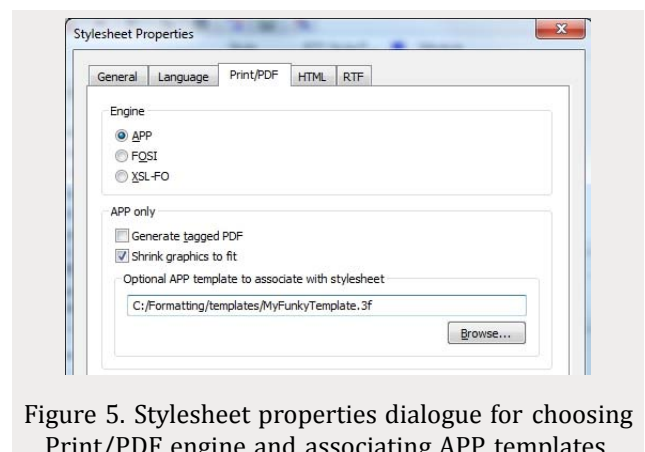 Stylesheet Properties
General Language Print/PDF HTML RTF
Engine
APP
FOSI
XSL-FO
APP only
Generate tagged PDF
Shrink graphics to fit
Optional APP template to associate with stylesheet
C:/Formatting/templates/MyFunkyTemplate.3f
Browse...
Figure 5. Stylesheet properties dialogue for choosing
Print/PDF engine and associating APP templates